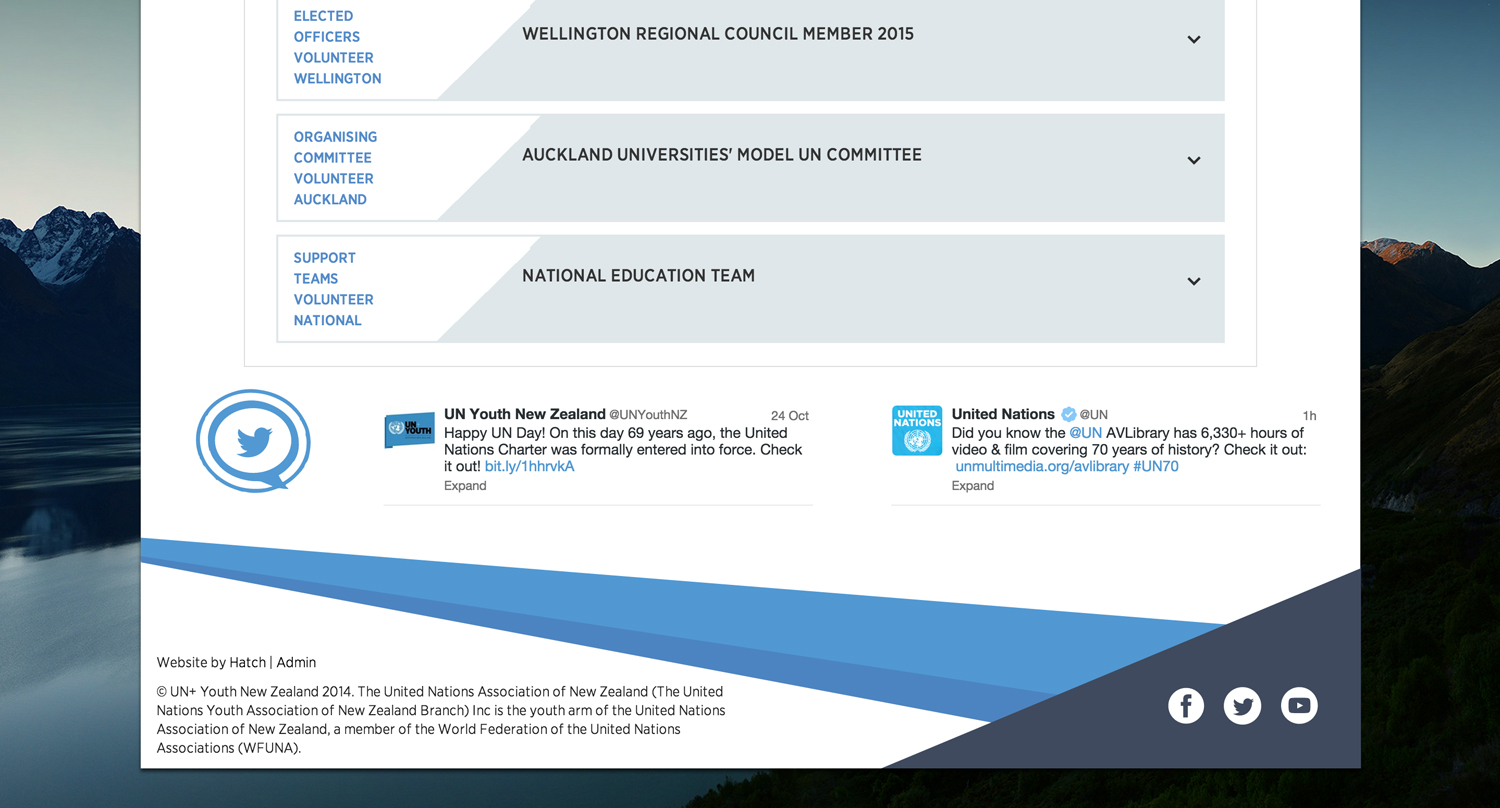 ELECTED
OFFICERS
VOLUNTEER
WELLINGTON
WELLINGTON REGIONAL COUNCIL MEMBER 2015
ORGANISING
COMMITTEE
VOLUNTEER
AUCKLAND
AUCKLAND UNIVERSITIES' MODEL UN COMMITTEE
SUPPORT
TEAMS
VOLUNTEER
NATIONAL
NATIONAL EDUCATION TEAM
UN
YOUTH
UN Youth New Zealand @UNYouthNZ 24 Oct
Happy UN Day! On this day 69 years ago, the United
Nations Charter was formally entered into force. Check
it out! bit.ly/1hhrvkA
Expand
UNITED
NATIONS
United Nations @UN 1h
Did you know the @UN AVLibrary has 6,330+ hours of
video & film covering 70 years of history? Check it out:
unmultimedia.org/avlibrary #UN70
Expand
Website by Hatch | Admin
© UN+ Youth New Zealand 2014. The United Nations Association of New Zealand (The United
Nations Youth Association of New Zealand Branch) Inc is the youth arm of the United Nations
Association of New Zealand, a member of the World Federation of the United Nations
Associations (WFUNA).